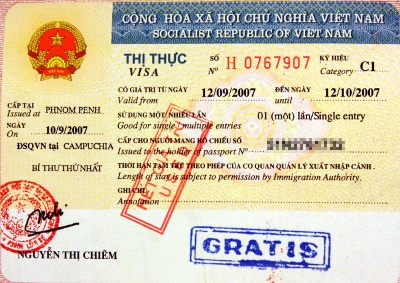 CỘNG HÒA XÃ HỘI CHỦ NGHĨA VIỆT NAM
SOCIALIST REPUBLIC OF VIET-NAM
THỊ THỰC
VISA
SỐ
Nº H 0767907
KÝ HIỆU
Category C1
CÓ GIÁ TRỊ TỪ NGÀY
Valid from 12/09/2007
ĐẾN NGÀY
until 12/10/2007
CẤP TẠI
Issued at PHNOM PENH
NGÀY
On 10/9/2007
SỬ DỤNG MỘT/NHIỀU LẦN
Good for single/multiple entries
01 (một lần/Single entry
ĐSQVN tại CAMPUCHIA
CẤP CHO NGƯỜI MANG HỘ CHIẾU SỐ
Issued to the holder of passport Nº
BÍ THƯ THỨ NHẤT
THỜI HẠN TẠM TRÚ THEO PHÉP CỦA CƠ QUAN QUẢN LÝ XUẤT NHẬP CẢNH
Length of stay is subject to permission by Immigration Authority.
GHI CHÚ
Annotation
GRATIS
NGUYỄN THỊ CHIÊM